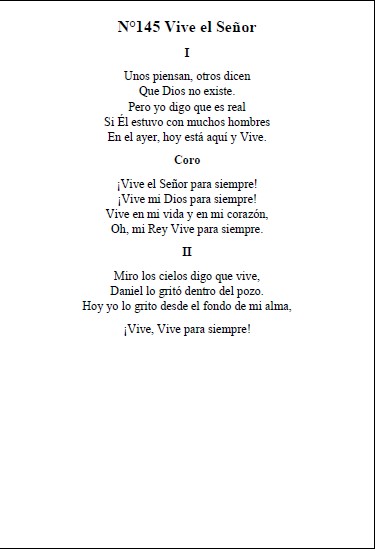 N°145 Vive el Señor
I
Unos piensan, otros dicen
Que Dios no existe.
Pero yo digo que es real
Si Él estuvo con muchos hombres
En el ayer, hoy está aquí y Vive.
Coro
¡Vive el Señor para siempre!
¡Vive mi Dios para siempre!
Vive en mi vida y en mi corazón,
Oh, mi Rey Vive para siempre.
II
Miro los cielos digo que vive,
Daniel lo gritó dentro del pozo.
Hoy yo lo grito desde el fondo de mi alma,
¡Vive, Vive para siempre!